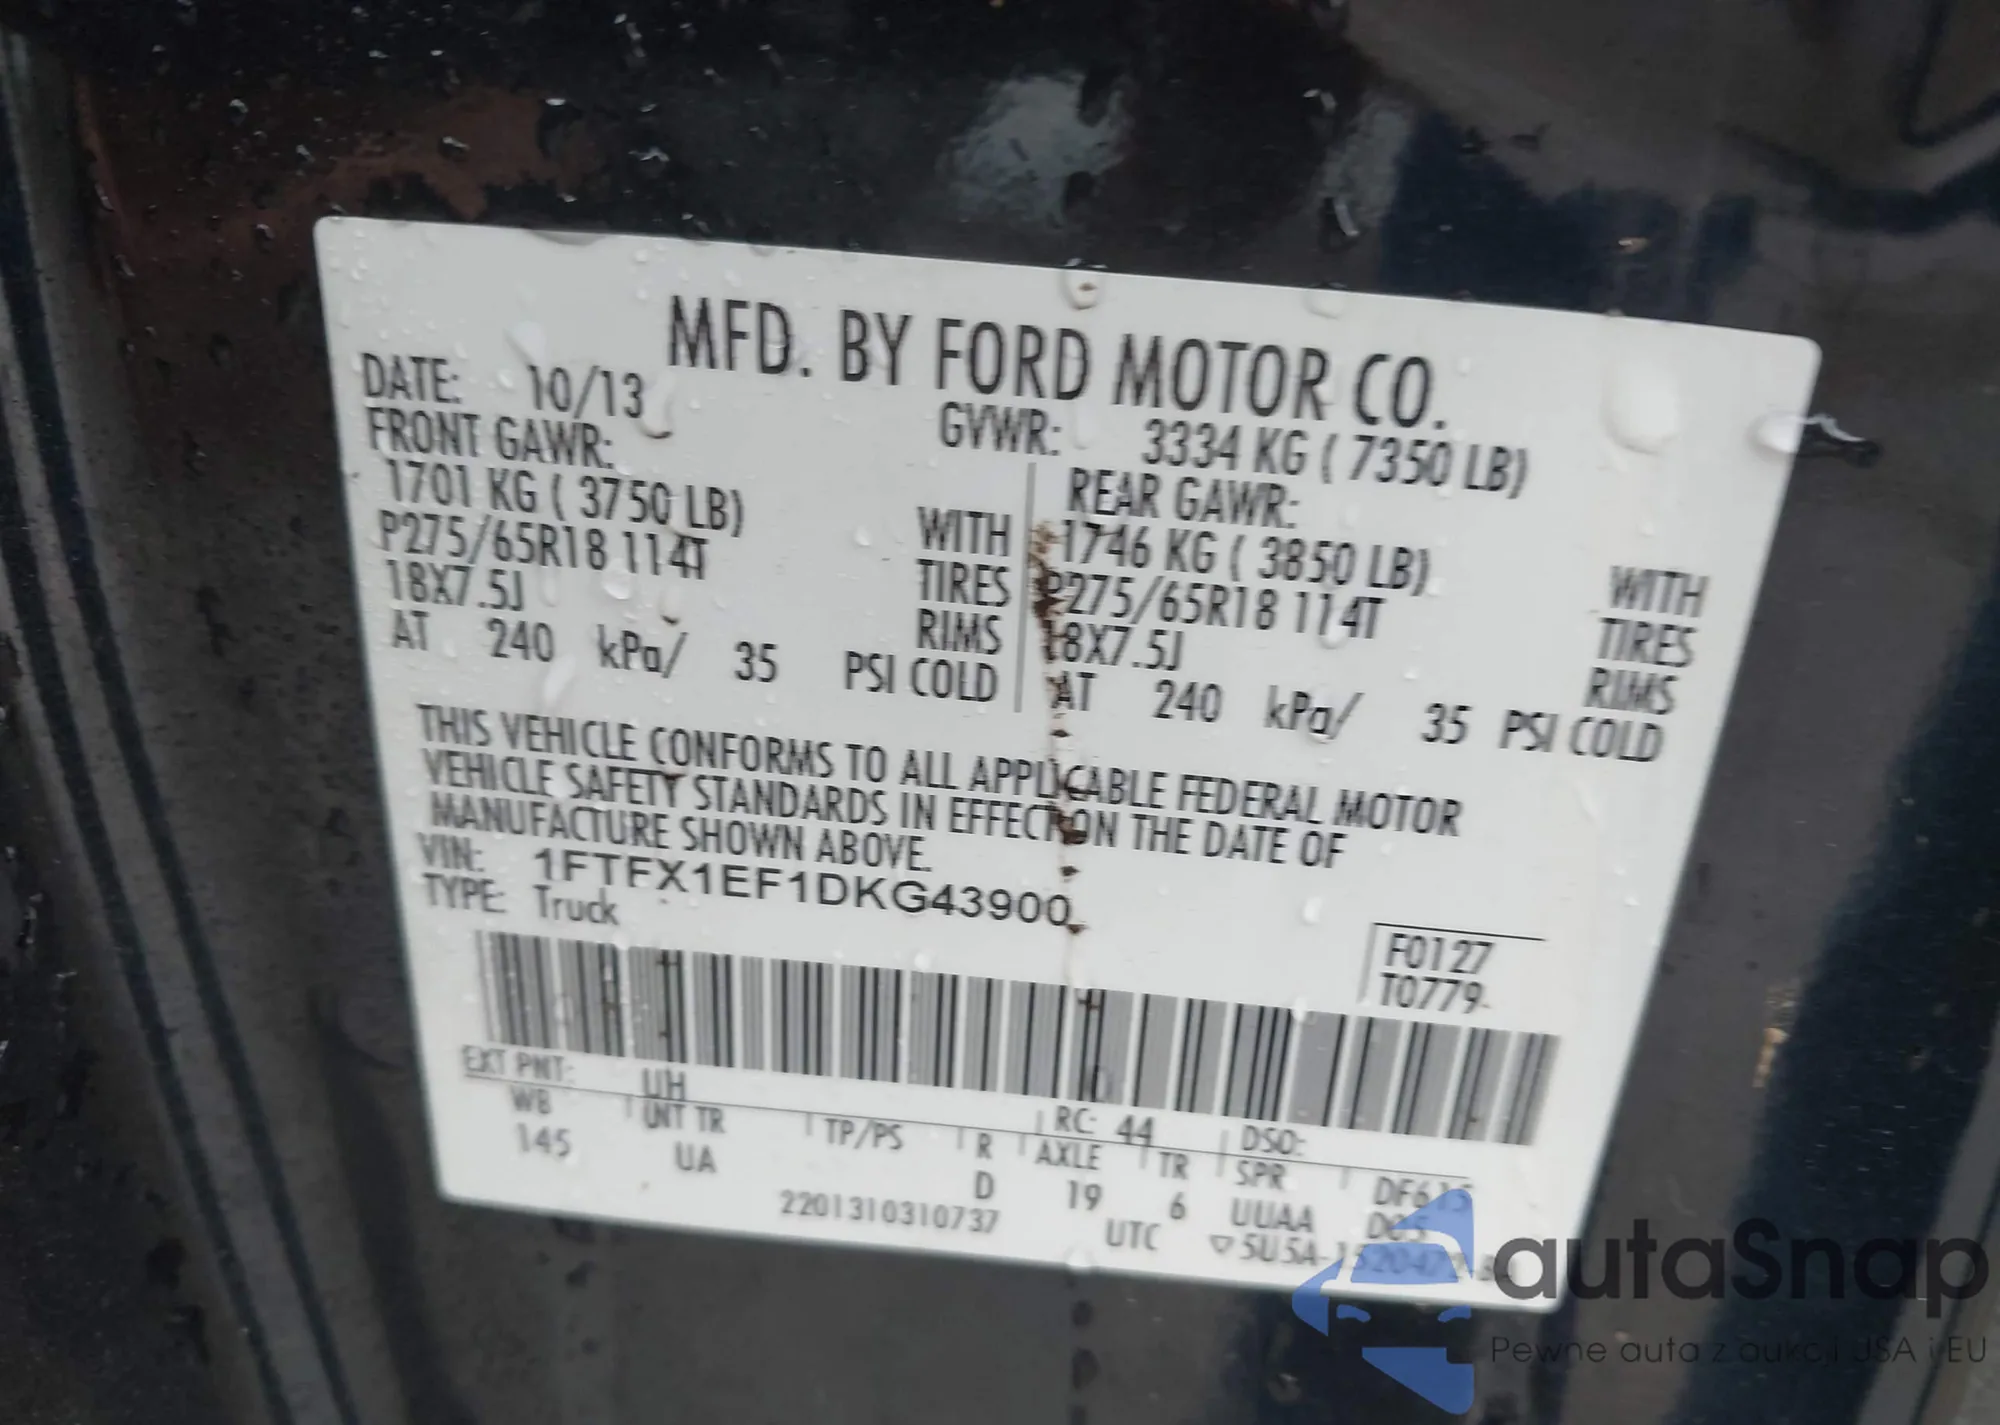 MFD. BY FORD MOTOR CO.
DATE: 10/13
GVWR: 3334 KG ( 7350 LB)
FRONT GAWR:
1701 KG ( 3750 LB) WITH
P275/65R18 114T TIRES
18X7.5J RIMS
AT 240 kPa/ 35 PSI COLD
REAR GAWR:
1746 KG ( 3850 LB) WITH
P275/65R18 114T TIRES
18X7.5J RIMS
AT 240 kPa/ 35 PSI COLD
THIS VEHICLE CONFORMS TO ALL APPLICABLE FEDERAL MOTOR
VEHICLE SAFETY STANDARDS IN EFFECT ON THE DATE OF
MANUFACTURE SHOWN ABOVE.
VIN: 1FTFX1EF1DKG43900
TYPE: Truck
F0127
T0779
EXT PNT: UH RC: 44 DSO:
WB INT TR TP/PS R AXLE TR SPR
145 UA D 19 6 UUAA
2201310310737 UTC
autaSnap
Pewne auta z aukcji USA i EU